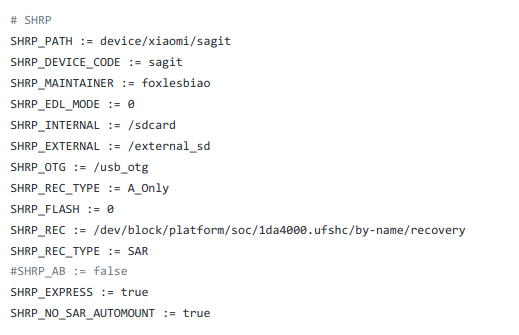 # SHRP
SHRP_PATH := device/xiaomi/sagit
SHRP_DEVICE_CODE := sagit
SHRP_MAINTAINER := foxlesbiao
SHRP_EDL_MODE := 0
SHRP_INTERNAL := /sdcard
SHRP_EXTERNAL := /external_sd
SHRP_OTG := /usb_otg
SHRP_REC_TYPE := A_Only
SHRP_FLASH := 0
SHRP_REC := /dev/block/platform/soc/1da4000.ufshc/by-name/recovery
SHRP_REC_TYPE := SAR
#SHRP_AB := false
SHRP_EXPRESS := true
SHRP_NO_SAR_AUTOMOUNT := true